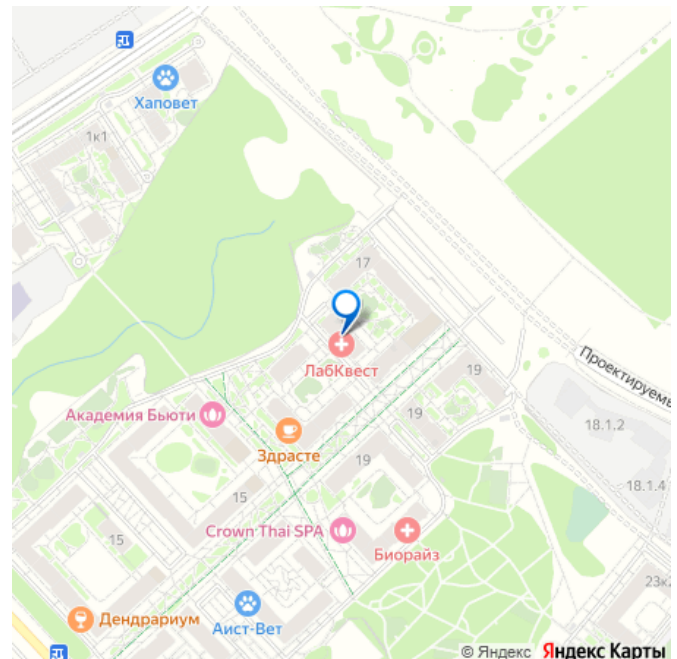 Хаповет
1к1
17
ЛабКвест
Проектируемы
19
18.1.2
Академия Бьюти
19
Здрасте
19
18.1.4
15
Crown Thai SPA
15
Биорайз
23к2
Дендрариум
Аист-Вет
© Яндекс Яндекс Карты